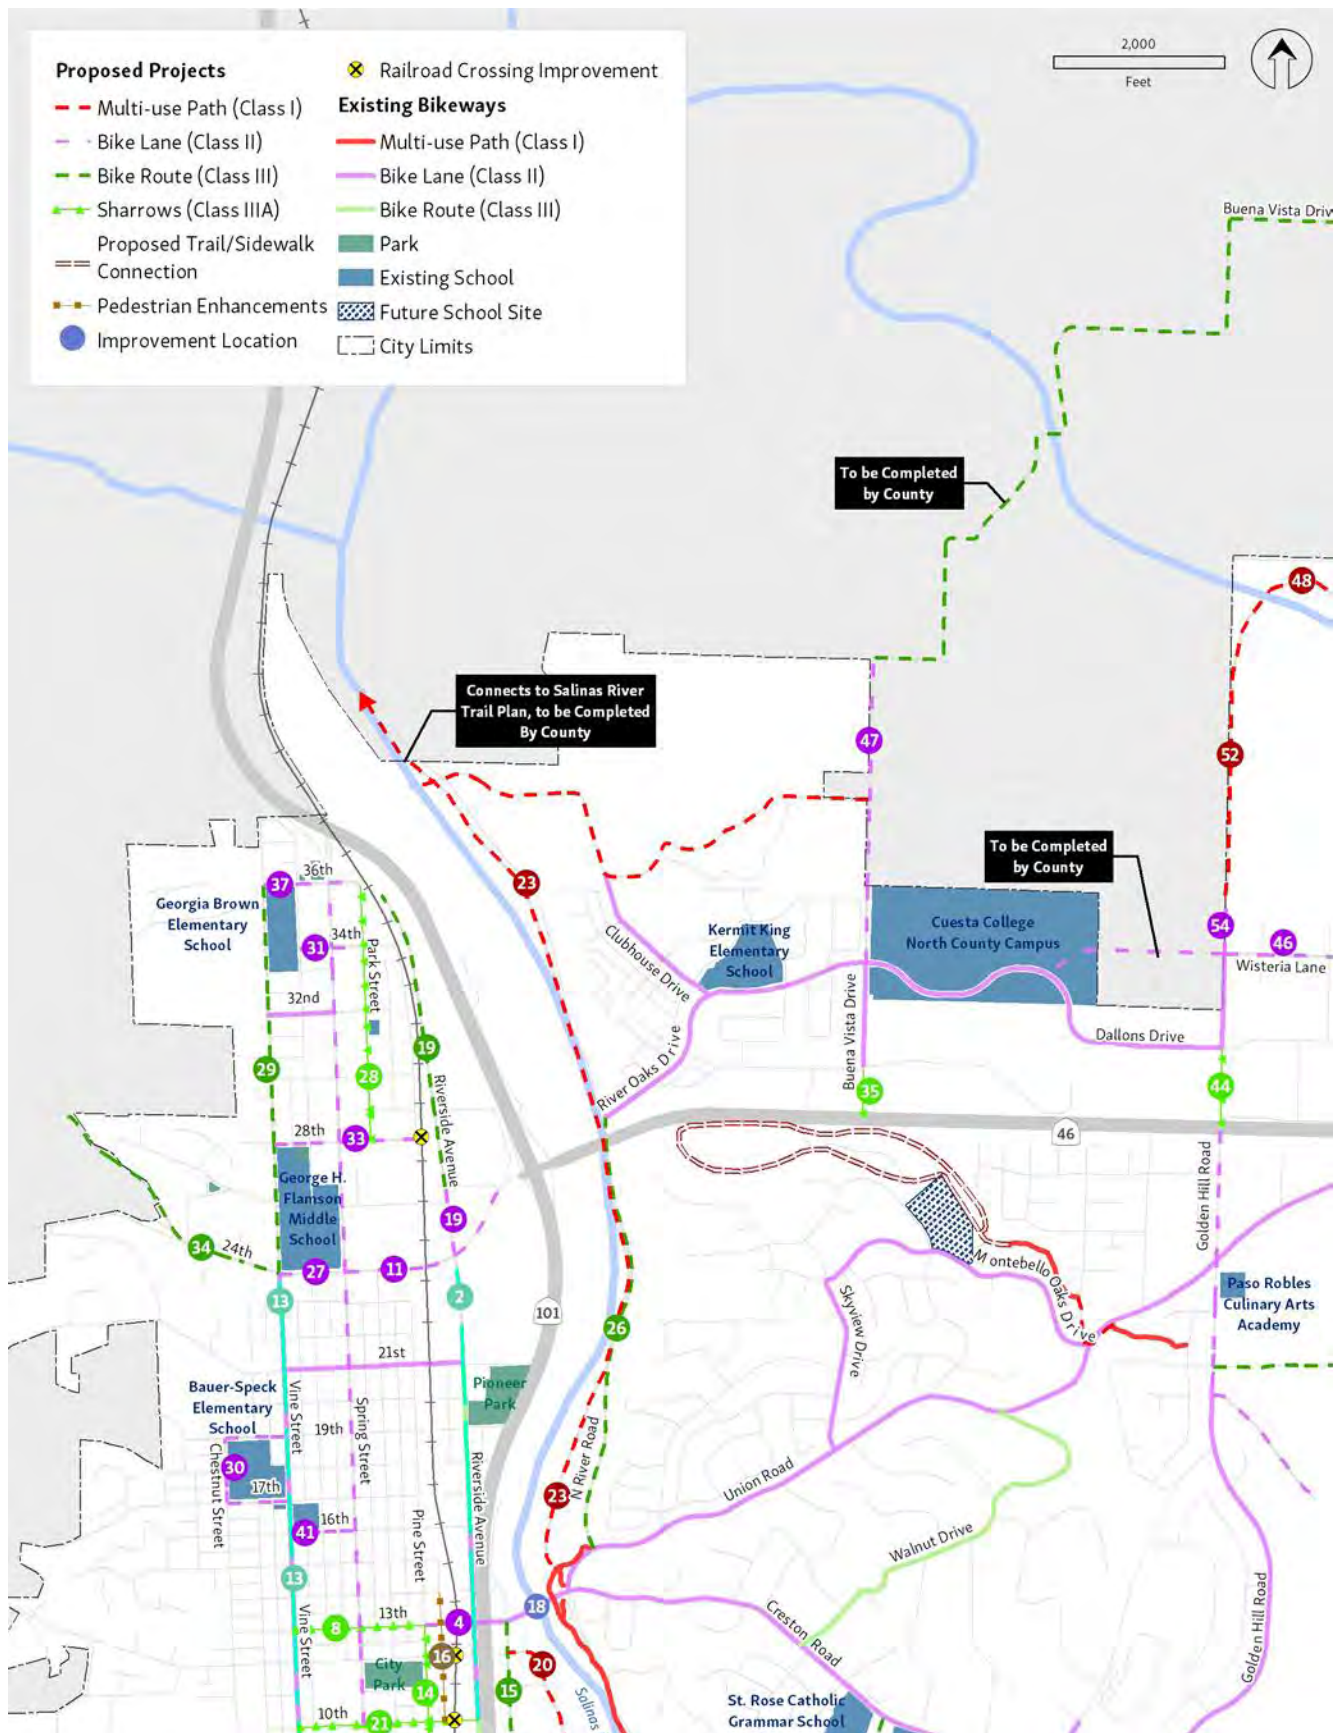 Proposed Projects
Multi-use Path (Class I)
Bike Lane (Class II)
Bike Route (Class III)
Sharrows (Class IIIA)
Proposed Trail/Sidewalk
Connection
Pedestrian Enhancements
Improvement Location
Railroad Crossing Improvement
Existing Bikeways
Multi-use Path (Class I)
Bike Lane (Class II)
Bike Route (Class III)
Park
Existing School
Future School Site
City Limits
2,000
Feet
Buena Vista Driv
To be Completed
by County
48
Connects to Salinas River
Trail Plan, to be Completed
By County
47
52
To be Completed
by County
36th
37
23
Georgia Brown
Elementary
School
34th
31
Park Street
Clubhouse Drive
Kermit King
Elementary
School
Cuesta College
North County Campus
54
46
Wisteria Lane
32nd
Buena Vista Drive
Dallons Drive
19
29
28
River Oaks Drive
35
44
Riverside Avenue
28th
33
46
George H.
Flamson
Middle
School
Golden Hill Road
19
34
24th
27
11
Montebello Oaks Drive
13
2
101
26
Skyview Drive
Paso Robles
Culinary Arts
Academy
21st
Pioneer
Park
Bauer-Speck
Elementary
School
Vine Street
Spring Street
19th
Chestnut Street
30
17th
N River Road
Union Road
23
16th
41
Pine Street
Riverside Avenue
Walnut Drive
13
18
Vine Street
13th
8
4
Creston Road
16
City
Park
20
14
15
Salinas
Golden Hill Road
10th
21
St. Rose Catholic
Grammar School